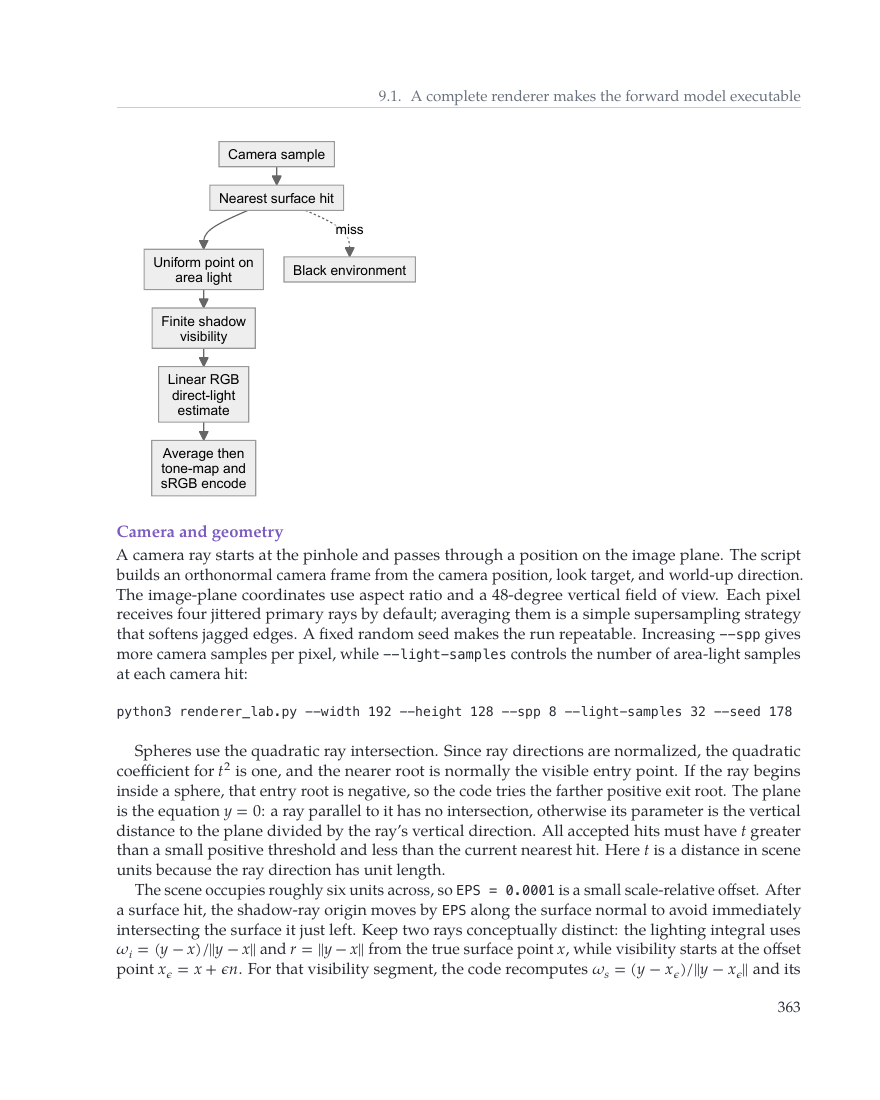 9.1. A complete renderer makes the forward model executable
Camera sample
Nearest surface hit
miss
Uniform point on
area light
Black environment
Finite shadow
visibility
Linear RGB
direct-light
estimate
Average then
tone-map and
sRGB encode
Camera and geometry
A camera ray starts at the pinhole and passes through a position on the image plane. The script
builds an orthonormal camera frame from the camera position, look target, and world-up direction.
The image-plane coordinates use aspect ratio and a 48-degree vertical field of view. Each pixel
receives four jittered primary rays by default; averaging them is a simple supersampling strategy
that softens jagged edges. A fixed random seed makes the run repeatable. Increasing --spp gives
more camera samples per pixel, while --light-samples controls the number of area-light samples
at each camera hit:
python3 renderer_lab.py --width 192 --height 128 --spp 8 --light-samples 32 --seed 178
Spheres use the quadratic ray intersection. Since ray directions are normalized, the quadratic
coefficient for t² is one, and the nearer root is normally the visible entry point. If the ray begins
inside a sphere, that entry root is negative, so the code tries the farther positive exit root. The plane
is the equation y = 0: a ray parallel to it has no intersection, otherwise its parameter is the vertical
distance to the plane divided by the ray's vertical direction. All accepted hits must have t greater
than a small positive threshold and less than the current nearest hit. Here t is a distance in scene
units because the ray direction has unit length.
The scene occupies roughly six units across, so EPS = 0.0001 is a small scale-relative offset. After
a surface hit, the shadow-ray origin moves by EPS along the surface normal to avoid immediately
intersecting the surface it just left. Keep two rays conceptually distinct: the lighting integral uses
ωᵢ = (y − x)/‖y − x‖ and r = ‖y − x‖ from the true surface point x, while visibility starts at the offset
point x_ϵ = x + ϵn. For that visibility segment, the code recomputes ωₛ = (y − x_ϵ)/‖y − x_ϵ‖ and its
363